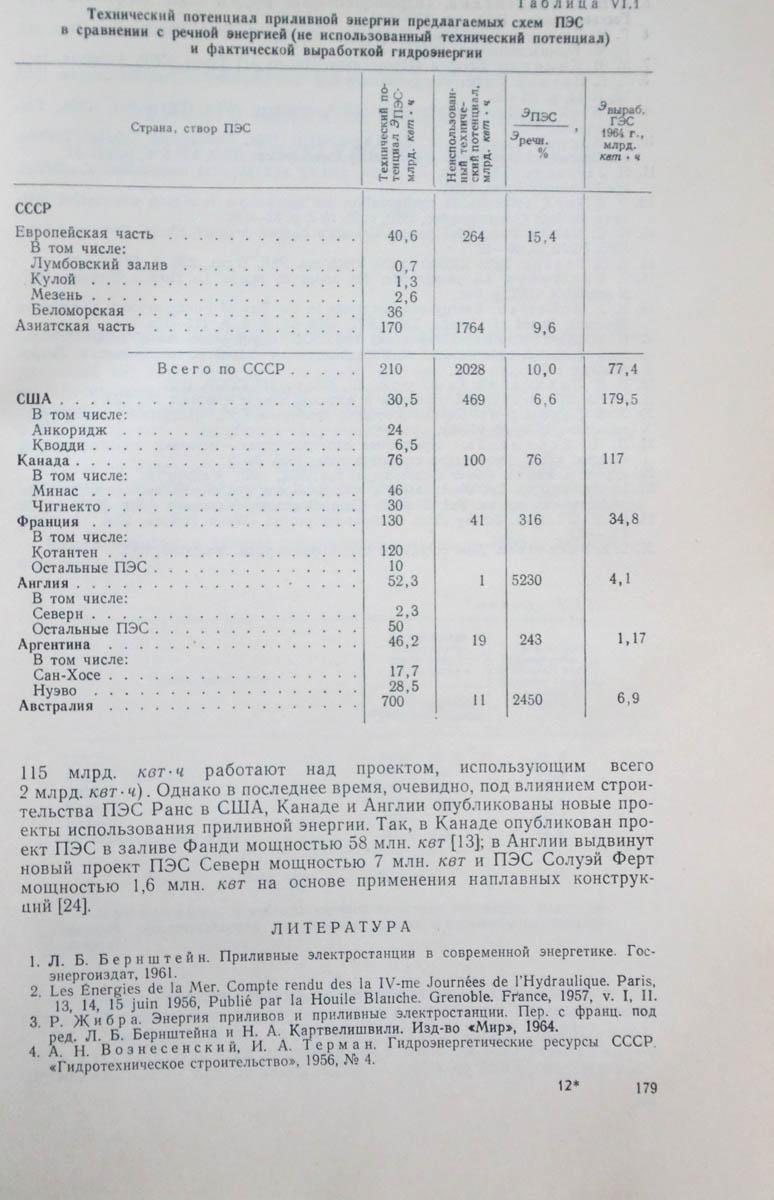 Таблица VI.1
Технический потенциал приливной энергии предлагаемых схем ПЭС
в сравнении с речной энергией (не использованный технический потенциал)
и фактической выработкой гидроэнергии
Страна, створ ПЭС
Технический по-
тенциал ЭПЭС,
млрд. квт · ч
Неиспользован-
ный техниче-
ский потенциал,
млрд. квт · ч
ЭПЭС
Эречн. ,
%
Эвыраб.
ГЭС
1964 г.,
млрд.
квт · ч
СССР
Европейская часть . . . . . . . . . . . . . 40,6 264 15,4
В том числе:
Лумбовский залив . . . . . . . . . . . . 0,7
Кулой . . . . . . . . . . . . . . . . . . 1,3
Мезень . . . . . . . . . . . . . . . . . . 2,6
Беломорская . . . . . . . . . . . . . . . 36
Азиатская часть . . . . . . . . . . . . . . 170 1764 9,6
Всего по СССР . . . . . 210 2028 10,0 77,4
США . . . . . . . . . . . . . . . . . . . . 30,5 469 6,6 179,5
В том числе:
Анкоридж . . . . . . . . . . . . . . . . 24
Кводди . . . . . . . . . . . . . . . . . . 6,5
Канада . . . . . . . . . . . . . . . . . . . 76 100 76 117
В том числе:
Минас . . . . . . . . . . . . . . . . . . 46
Чигнекто . . . . . . . . . . . . . . . . . 30
Франция . . . . . . . . . . . . . . . . . . 130 41 316 34,8
В том числе:
Котантен . . . . . . . . . . . . . . . . . 120
Остальные ПЭС . . . . . . . . . . . . . . 10
Англия . . . . . . . . . . . . . . . . . . . 52,3 1 5230 4,1
В том числе:
Северн . . . . . . . . . . . . . . . . . . 2,3
Остальные ПЭС . . . . . . . . . . . . . . 50
Аргентина . . . . . . . . . . . . . . . . . 46,2 19 243 1,17
В том числе:
Сан-Хосе . . . . . . . . . . . . . . . . . 17,7
Нуэво . . . . . . . . . . . . . . . . . . 28,5
Австралия . . . . . . . . . . . . . . . . . 700 11 2450 6,9
115 млрд. квт·ч работают над проектом, использующим всего
2 млрд. квт·ч). Однако в последнее время, очевидно, под влиянием строи-
тельства ПЭС Ранс в США, Канаде и Англии опубликованы новые про-
екты использования приливной энергии. Так, в Канаде опубликован про-
ект ПЭС в заливе Фанди мощностью 58 млн. квт [13]; в Англии выдвинут
новый проект ПЭС Северн мощностью 7 млн. квт и ПЭС Солуэй Ферт
мощностью 1,6 млн. квт на основе применения наплавных конструк-
ций [24].
ЛИТЕРАТУРА
1. Л. Б. Бернштейн. Приливные электростанции в современной энергетике. Гос-
энергоиздат, 1961.
2. Les Énergies de la Mer. Compte rendu des la IV-me Journées de l'Hydraulique. Paris,
13, 14, 15 juin 1956, Publié par la Houile Blanche. Grenoble. France, 1957, v. I, II.
3. Р. Жибра. Энергия приливов и приливные электростанции. Пер. с франц. под
ред. Л. Б. Бернштейна и Н. А. Картвелишвили. Изд-во «Мир», 1964.
4. А. Н. Вознесенский, И. А. Терман. Гидроэнергетические ресурсы СССР.
«Гидротехническое строительство», 1956, № 4.
12* 179